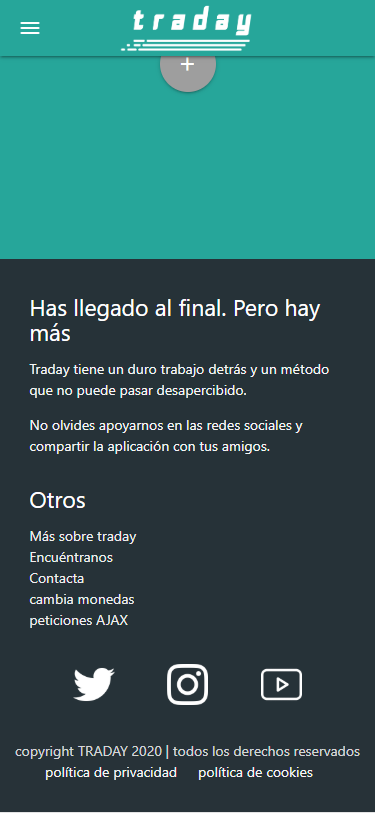 traday
+
Has llegado al final. Pero hay
más
Traday tiene un duro trabajo detrás y un método
que no puede pasar desapercibido.
No olvides apoyarnos en las redes sociales y
compartir la aplicación con tus amigos.
Otros
Más sobre traday
Encuéntranos
Contacta
cambia monedas
peticiones AJAX
copyright TRADAY 2020 | todos los derechos reservados
política de privacidad política de cookies